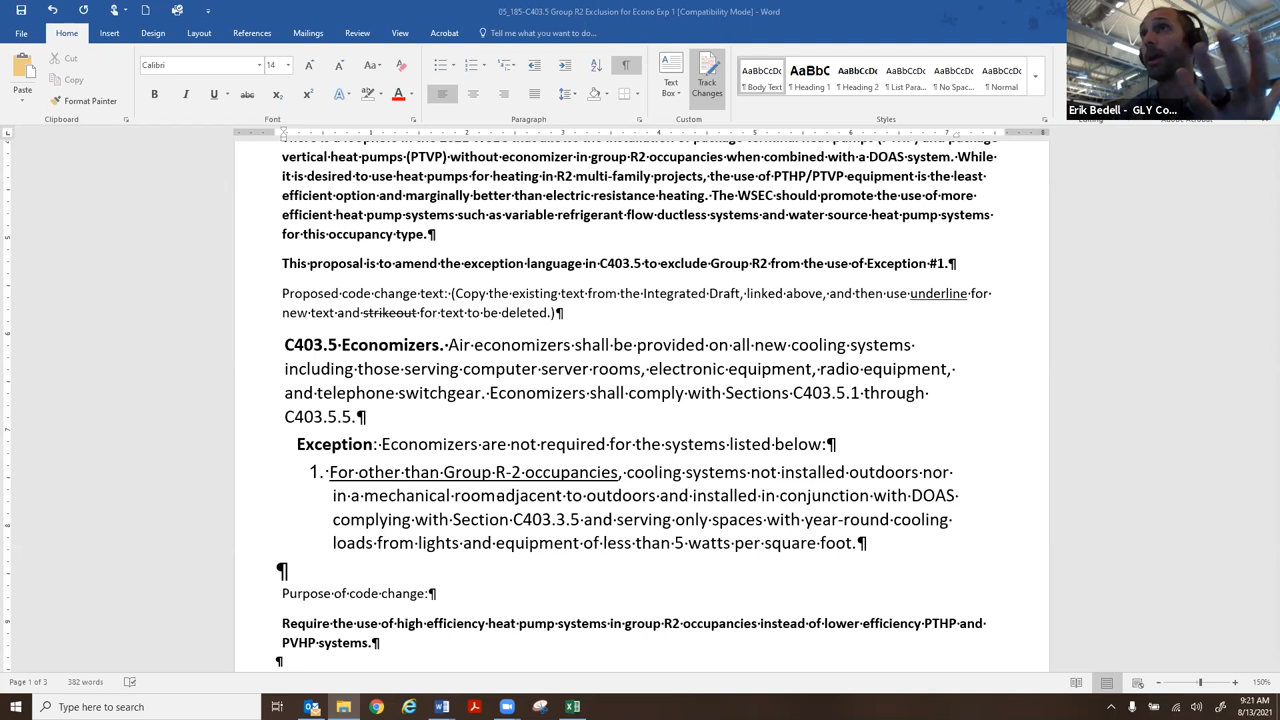 05_185-C403.5 Group R2 Exclusion for Econo Exp 1 [Compatibility Mode] - Word
File Home Insert Design Layout References Mailings Review View Acrobat Tell me what you want to do...
Cut
Copy
Paste
Format Painter
Clipboard
Calibri 14
Font
Paragraph
Text Box
Track Changes
Custom
AaBbCcDc AaBbC AaBbCcDc AaBbCcDc AaBbCcDc AaBbCcDc
¶ Body Text ¶ Heading 1 ¶ Heading 2 ¶ List Para... ¶ No Spac... ¶ Normal
Styles
Erik Bedell - GLY Co...
vertical heat pumps (PTVP) without economizer in group R2 occupancies when combined with a DOAS system. While
it is desired to use heat pumps for heating in R2 multi-family projects, the use of PTHP/PTVP equipment is the least
efficient option and marginally better than electric resistance heating. The WSEC should promote the use of more
efficient heat pump systems such as variable refrigerant flow ductless systems and water source heat pump systems
for this occupancy type.¶
This proposal is to amend the exception language in C403.5 to exclude Group R2 from the use of Exception #1.¶
Proposed code change text: (Copy the existing text from the Integrated Draft, linked above, and then use underline for
new text and strikeout for text to be deleted.)¶
C403.5 Economizers. Air economizers shall be provided on all new cooling systems
including those serving computer server rooms, electronic equipment, radio equipment,
and telephone switchgear. Economizers shall comply with Sections C403.5.1 through
C403.5.5.¶
Exception: Economizers are not required for the systems listed below:¶
1. For other than Group R-2 occupancies, cooling systems not installed outdoors nor
in a mechanical room adjacent to outdoors and installed in conjunction with DOAS
complying with Section C403.3.5 and serving only spaces with year-round cooling
loads from lights and equipment of less than 5 watts per square foot.¶
¶
Purpose of code change:¶
Require the use of high efficiency heat pump systems in group R2 occupancies instead of lower efficiency PTHP and
PVHP systems.¶
¶
Page 1 of 3 382 words 150%
Type here to search
9:21 AM
8/13/2021